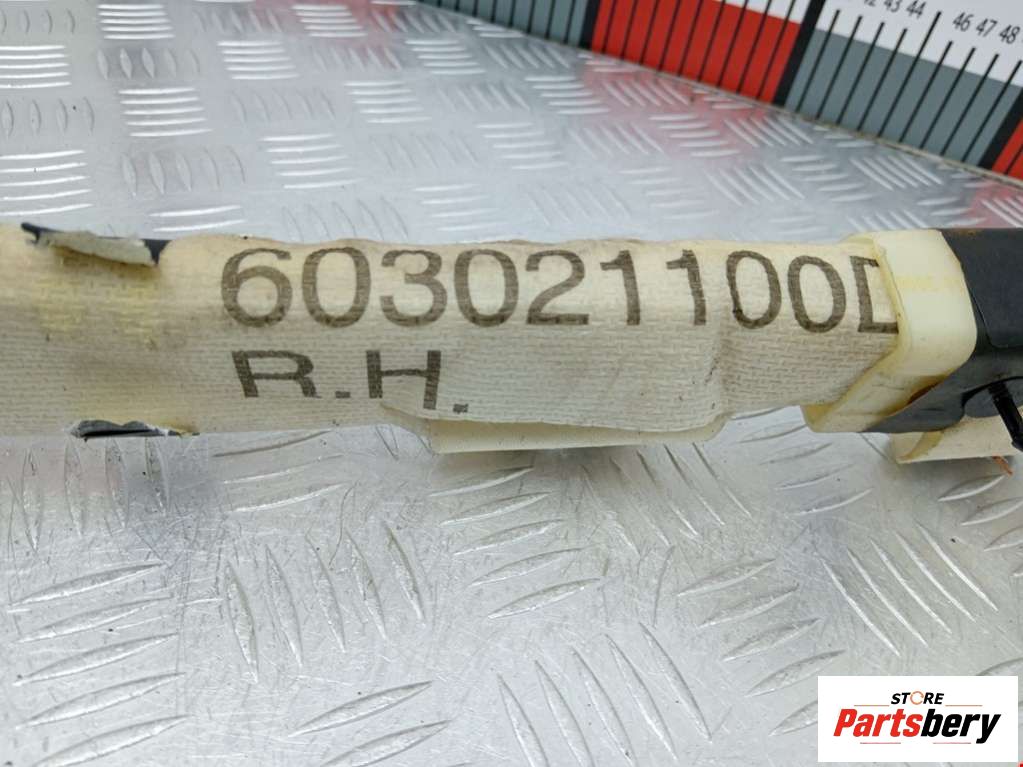 42 43 44 46 47 48
603021100D
R.H.
STORE
Partsbery